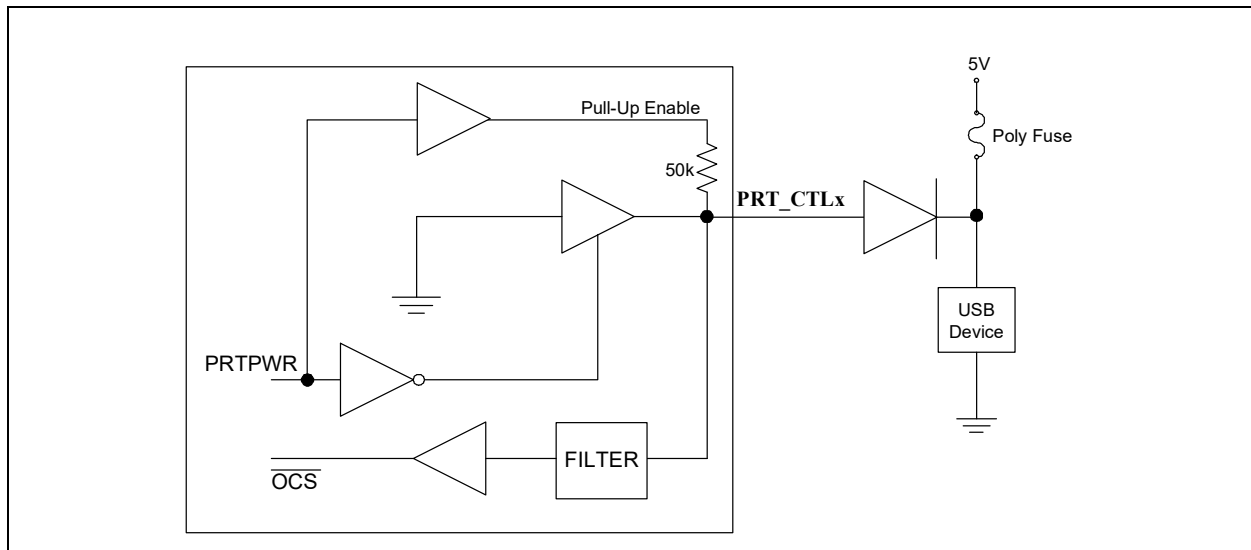 5V
Pull-Up Enable
Poly Fuse
50k
PRT_CTLx
USB
Device
PRTPWR
FILTER
OCS